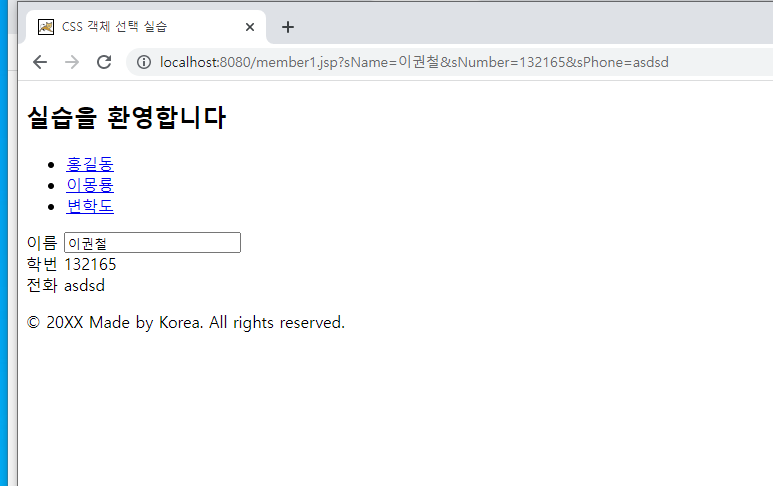 CSS 객체 선택 실습
localhost:8080/member1.jsp?sName=이권철&sNumber=132165&sPhone=asdsd
실습을 환영합니다
홍길동
이몽룡
변학도
이름 이권철
학번 132165
전화 asdsd
© 20XX Made by Korea. All rights reserved.